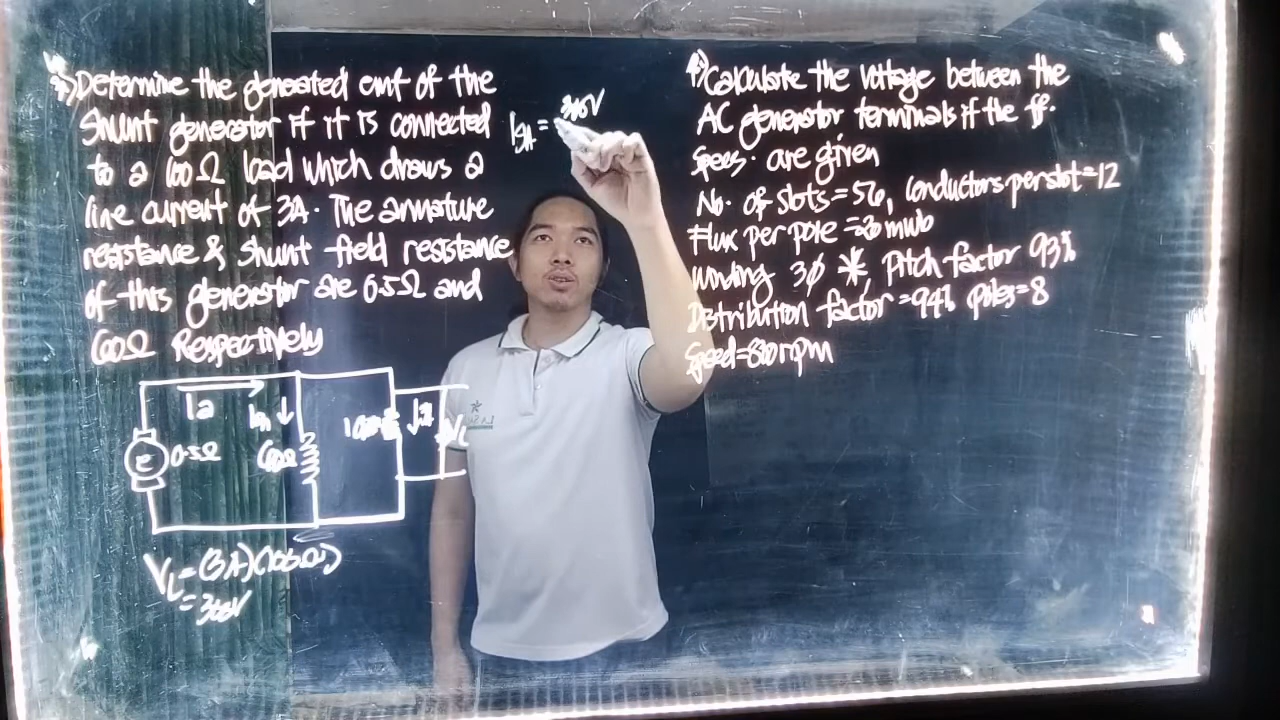 Determine the generated emf of the
Shunt generator if it is connected
to a 100Ω load which draws a
line current of 3A. The armature
resistance & shunt field resistance
of this generator are 0.5Ω and
60Ω Respectively
Ia
0.5Ω
e
60Ω
VL = (3A)(100Ω)
= 300V
ISH = 300V
4) Calculate the voltage between the
AC generator terminals if the ff.
Specs. are given
No. of slots = 56, conductors per slot = 12
Flux per pole = 30 mwb
winding 3Ø Pitch factor 93%
Distribution factor = 94% poles = 8
Speed = 800 rpm